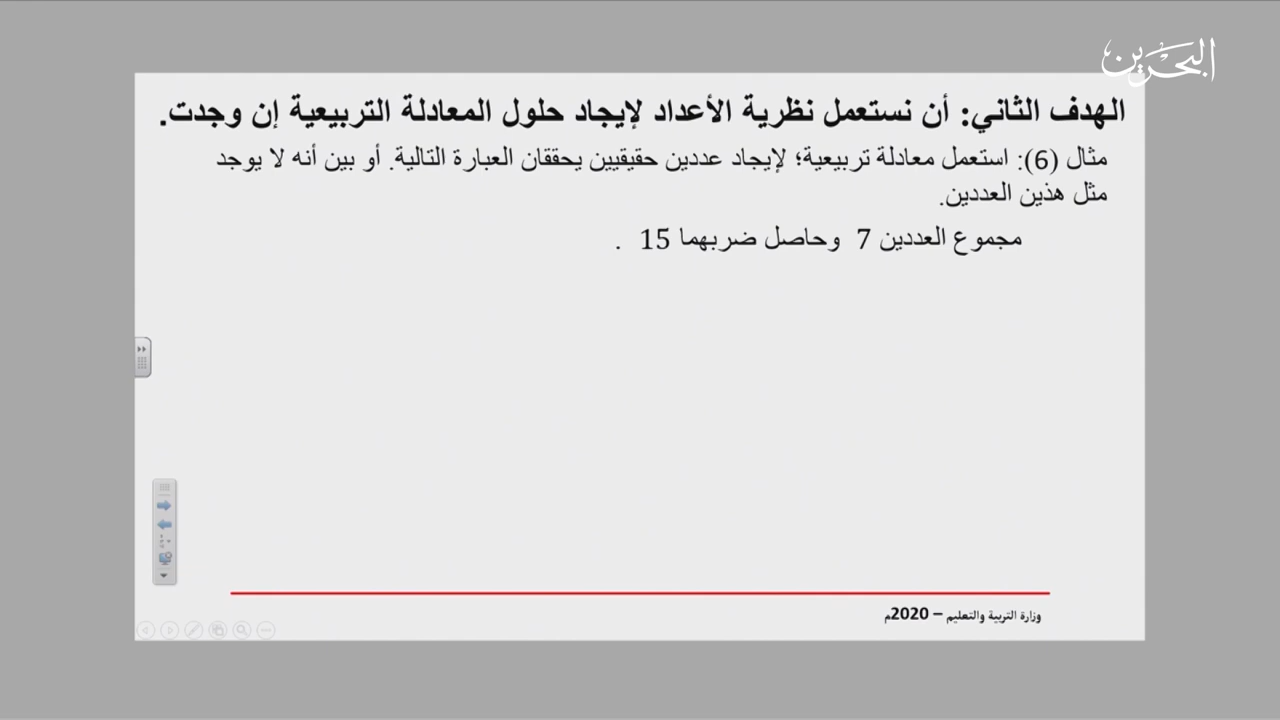 البحرين
الهدف الثاني: أن نستعمل نظرية الأعداد لإيجاد حلول المعادلة التربيعية إن وجدت.
مثال (6): استعمل معادلة تربيعية؛ لإيجاد عددين حقيقيين يحققان العبارة التالية. أو بين أنه لا يوجد
مثل هذين العددين.
مجموع العددين 7 وحاصل ضربهما 15 .
وزارة التربية والتعليم – 2020م